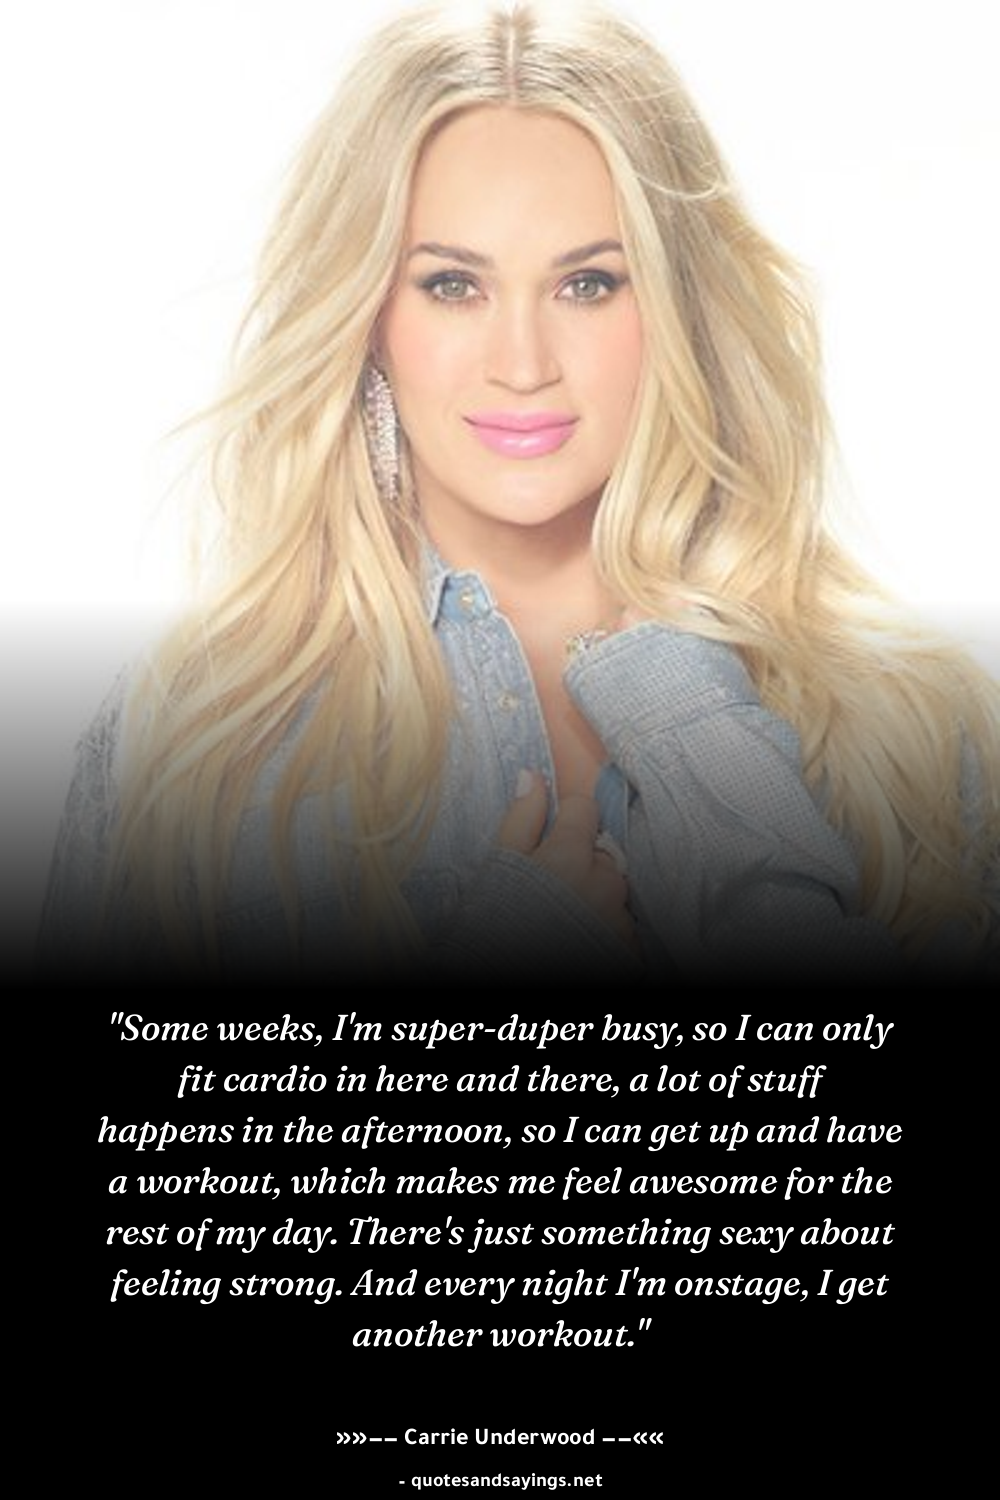 "Some weeks, I'm super-duper busy, so I can only
fit cardio in here and there, a lot of stuff
happens in the afternoon, so I can get up and have
a workout, which makes me feel awesome for the
rest of my day. There's just something sexy about
feeling strong. And every night I'm onstage, I get
another workout."
»»–– Carrie Underwood ––««
- quotesandsayings.net